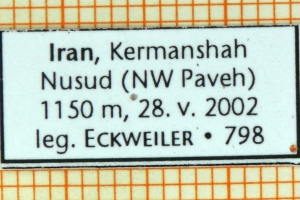 Iran, Kermanshah
Nusud (NW Paveh)
1150 m, 28. v. 2002
leg. ECKWEILER • 798